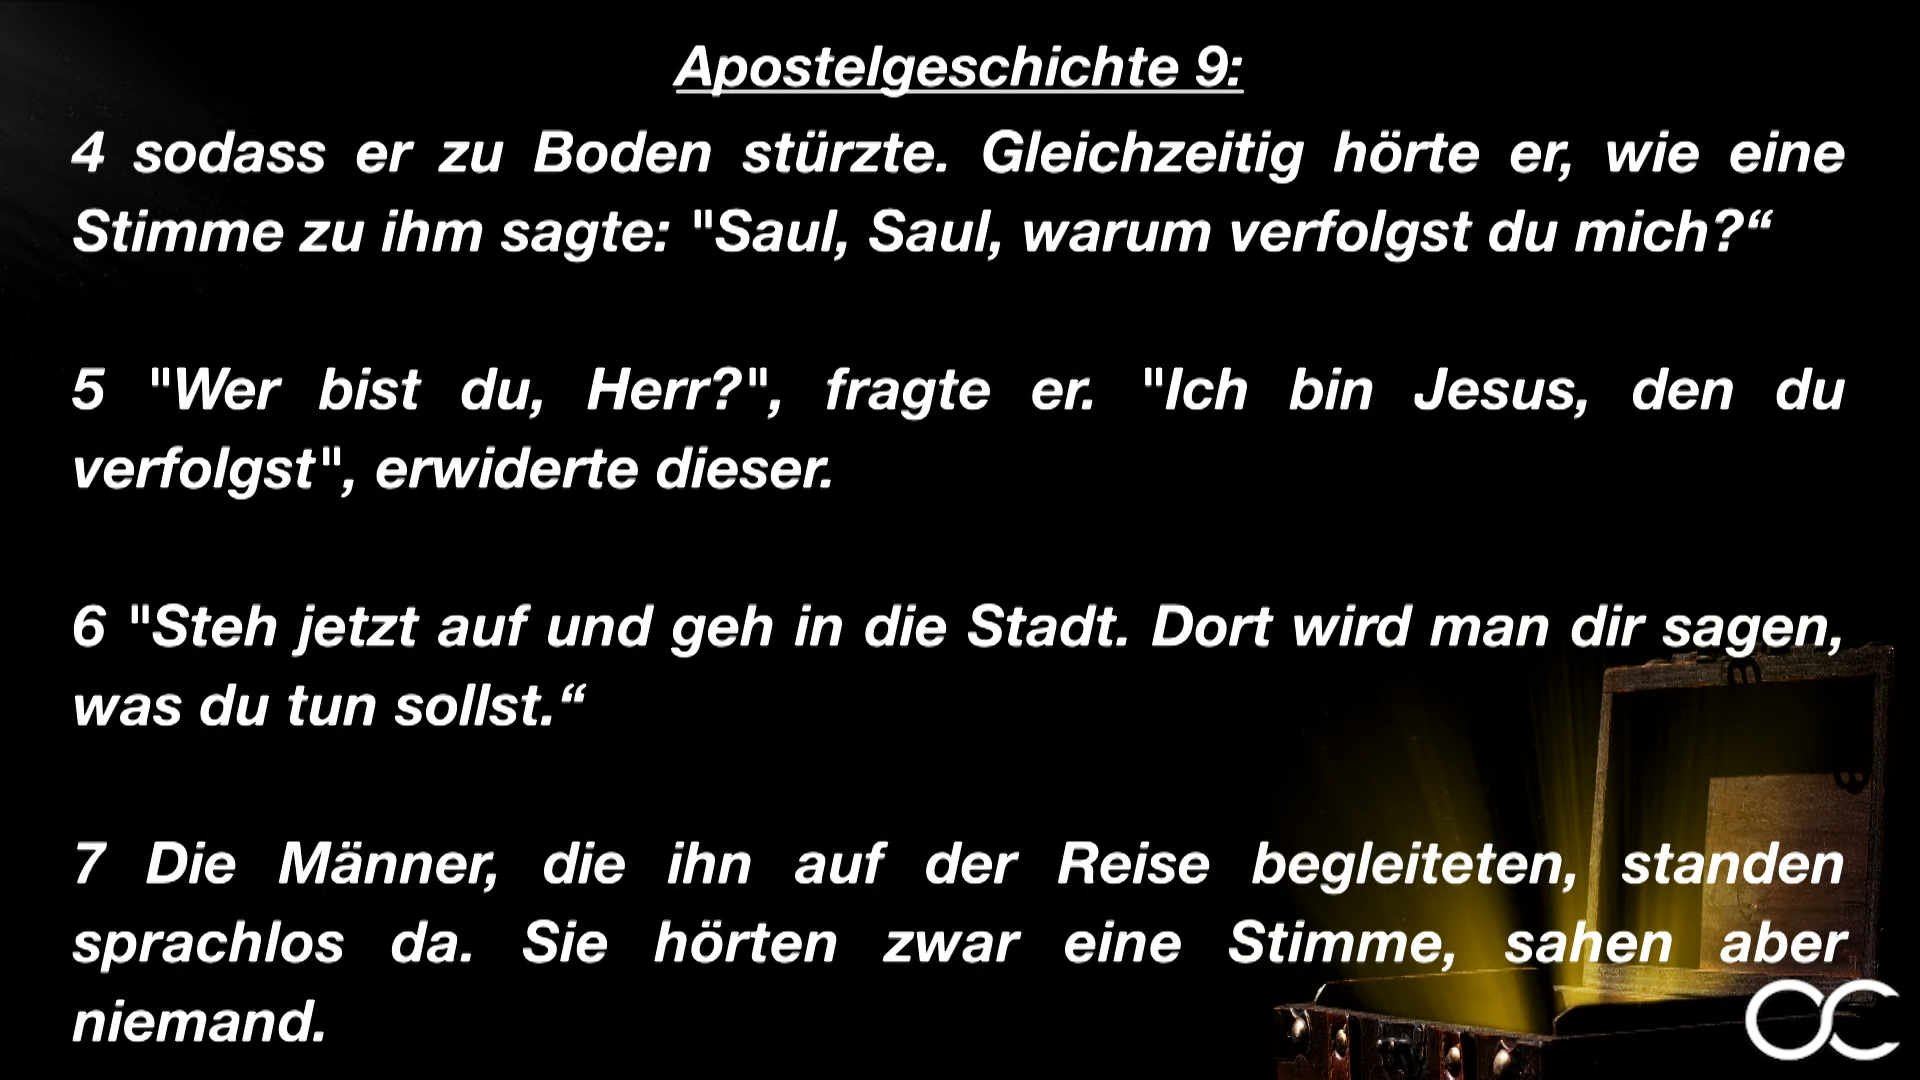 Apostelgeschichte 9:
4 sodass er zu Boden stürzte. Gleichzeitig hörte er, wie eine
Stimme zu ihm sagte: "Saul, Saul, warum verfolgst du mich?“
5 "Wer bist du, Herr?", fragte er. "Ich bin Jesus, den du
verfolgst", erwiderte dieser.
6 "Steh jetzt auf und geh in die Stadt. Dort wird man dir sagen,
was du tun sollst.“
7 Die Männer, die ihn auf der Reise begleiteten, standen
sprachlos da. Sie hörten zwar eine Stimme, sahen aber
niemand.
OC